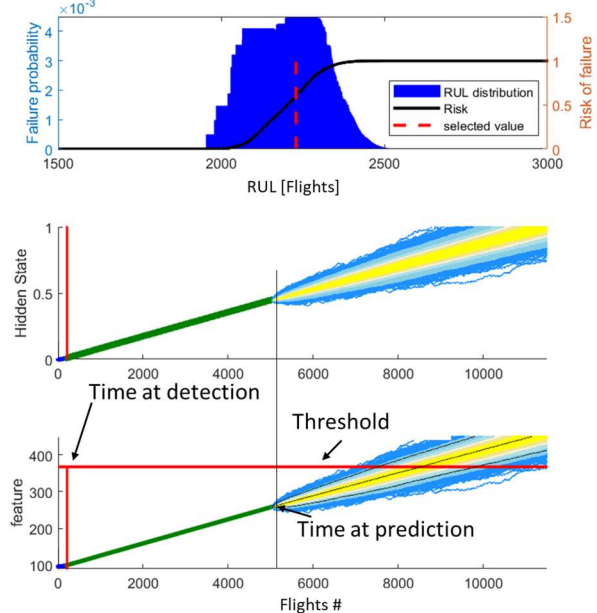 ×10⁻³
4
3
2
1
0
Failure probability
1.5
1
0.5
0
Risk of failure
RUL distribution
Risk
selected value
1500
2000
2500
3000
RUL [Flights]
1
0.5
0
Hidden State
0
2000
4000
6000
8000
10000
Time at detection
Threshold
400
300
200
100
feature
Time at prediction
0
2000
4000
6000
8000
10000
Flights #